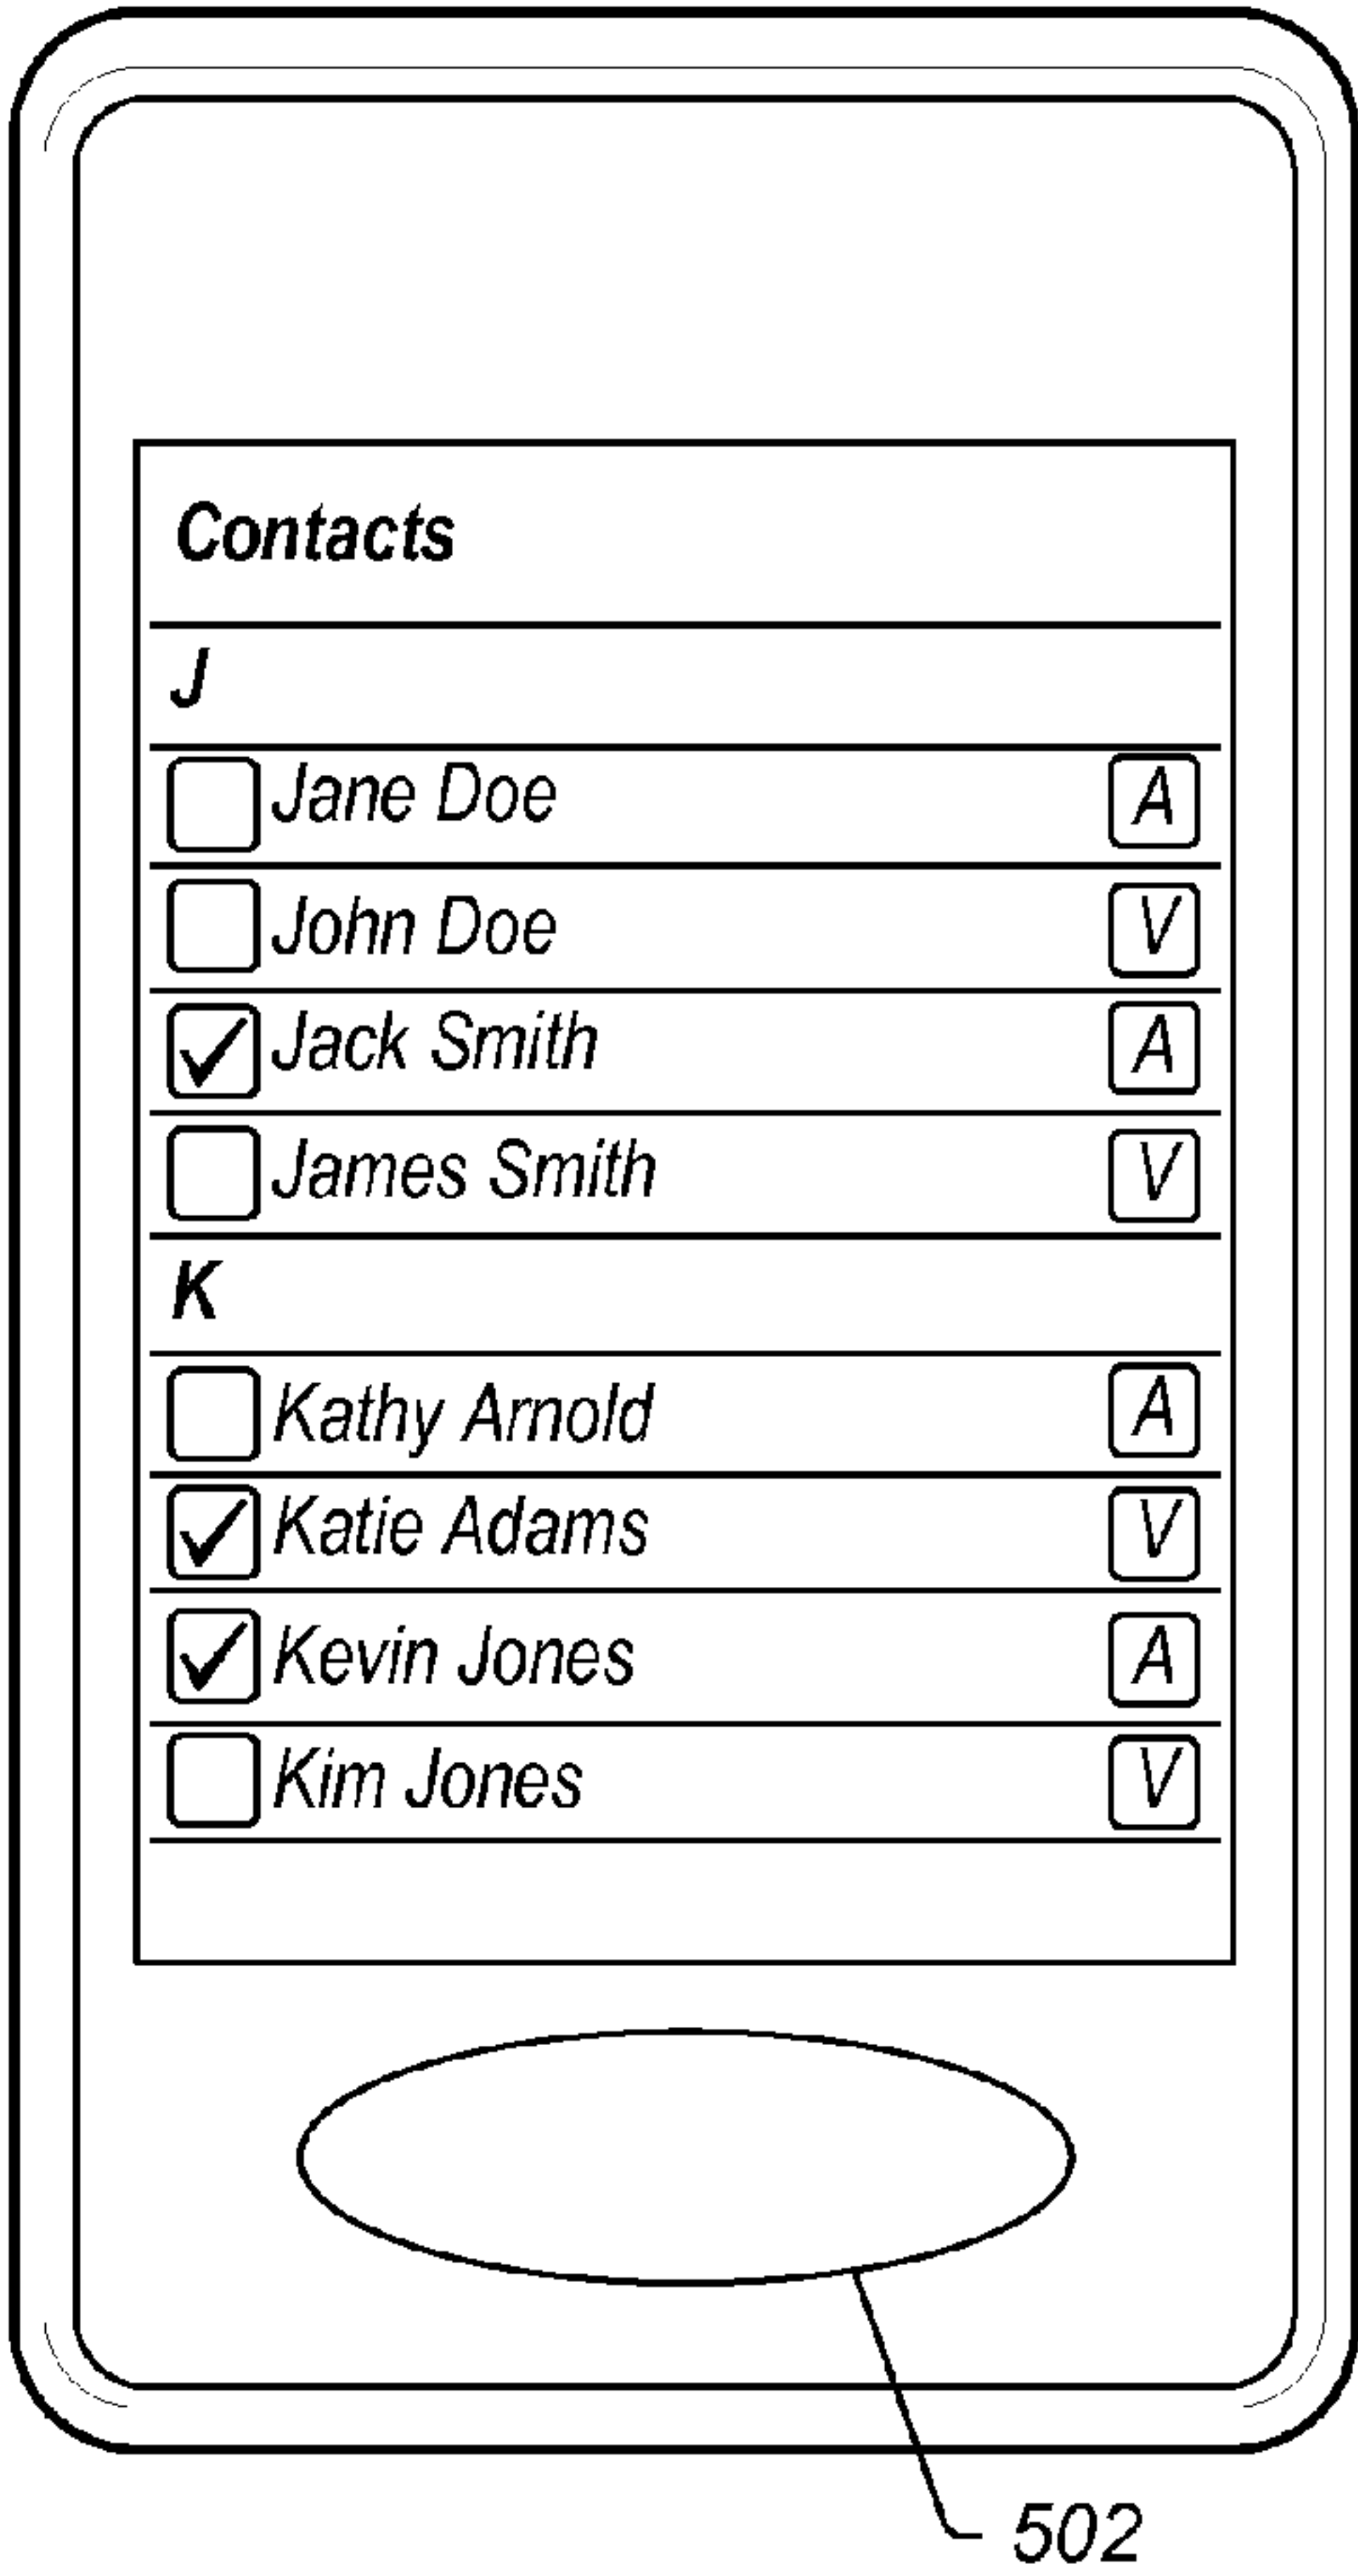 Contacts
J
Jane Doe A
John Doe V
Jack Smith A
James Smith V
K
Kathy Arnold A
Katie Adams V
Kevin Jones A
Kim Jones V
502